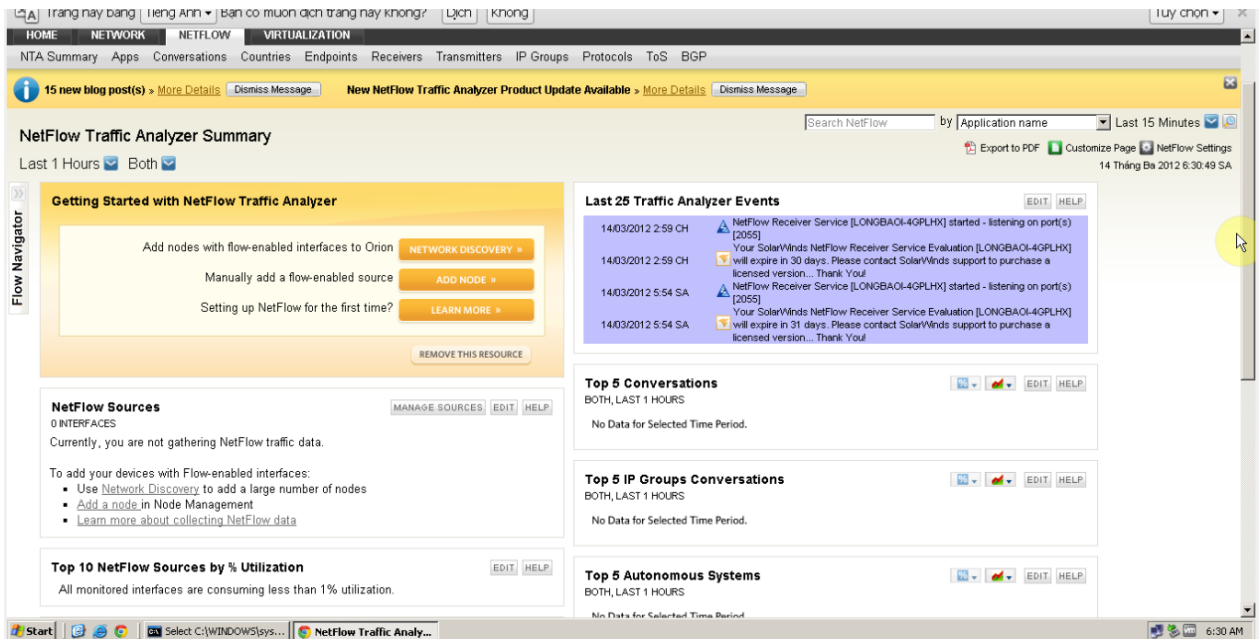 Trang này bằng Tiếng Anh Bạn có muốn dịch trang này không? Dịch Không Tùy chọn
HOME NETWORK NETFLOW VIRTUALIZATION
NTA Summary Apps Conversations Countries Endpoints Receivers Transmitters IP Groups Protocols ToS BGP
15 new blog post(s) » More Details Dismiss Message New NetFlow Traffic Analyzer Product Update Available » More Details Dismiss Message
Search NetFlow by Application name Last 15 Minutes
NetFlow Traffic Analyzer Summary
Export to PDF Customize Page NetFlow Settings
Last 1 Hours Both
14 Tháng Ba 2012 6:30:49 SA
Flow Navigator
Getting Started with NetFlow Traffic Analyzer
Add nodes with flow-enabled interfaces to Orion NETWORK DISCOVERY »
Manually add a flow-enabled source ADD NODE »
Setting up NetFlow for the first time? LEARN MORE »
REMOVE THIS RESOURCE
NetFlow Sources MANAGE SOURCES EDIT HELP
0 INTERFACES
Currently, you are not gathering NetFlow traffic data.
To add your devices with Flow-enabled interfaces:
Use Network Discovery to add a large number of nodes
Add a node in Node Management
Learn more about collecting NetFlow data
Top 10 NetFlow Sources by % Utilization EDIT HELP
All monitored interfaces are consuming less than 1% utilization.
Last 25 Traffic Analyzer Events EDIT HELP
14/03/2012 2:59 CH NetFlow Receiver Service [LONGBAOI-4GPLHX] started - listening on port(s)
[2055]
Your SolarWinds NetFlow Receiver Service Evaluation [LONGBAOI-4GPLHX]
14/03/2012 2:59 CH will expire in 30 days. Please contact SolarWinds support to purchase a
licensed version... Thank You!
14/03/2012 5:54 SA NetFlow Receiver Service [LONGBAOI-4GPLHX] started - listening on port(s)
[2055]
Your SolarWinds NetFlow Receiver Service Evaluation [LONGBAOI-4GPLHX]
14/03/2012 5:54 SA will expire in 31 days. Please contact SolarWinds support to purchase a
licensed version... Thank You!
Top 5 Conversations EDIT HELP
BOTH, LAST 1 HOURS
No Data for Selected Time Period.
Top 5 IP Groups Conversations EDIT HELP
BOTH, LAST 1 HOURS
No Data for Selected Time Period.
Top 5 Autonomous Systems EDIT HELP
BOTH, LAST 1 HOURS
No Data for Selected Time Period.
Start Select C:\WINDOWS\sys... NetFlow Traffic Analy... 6:30 AM